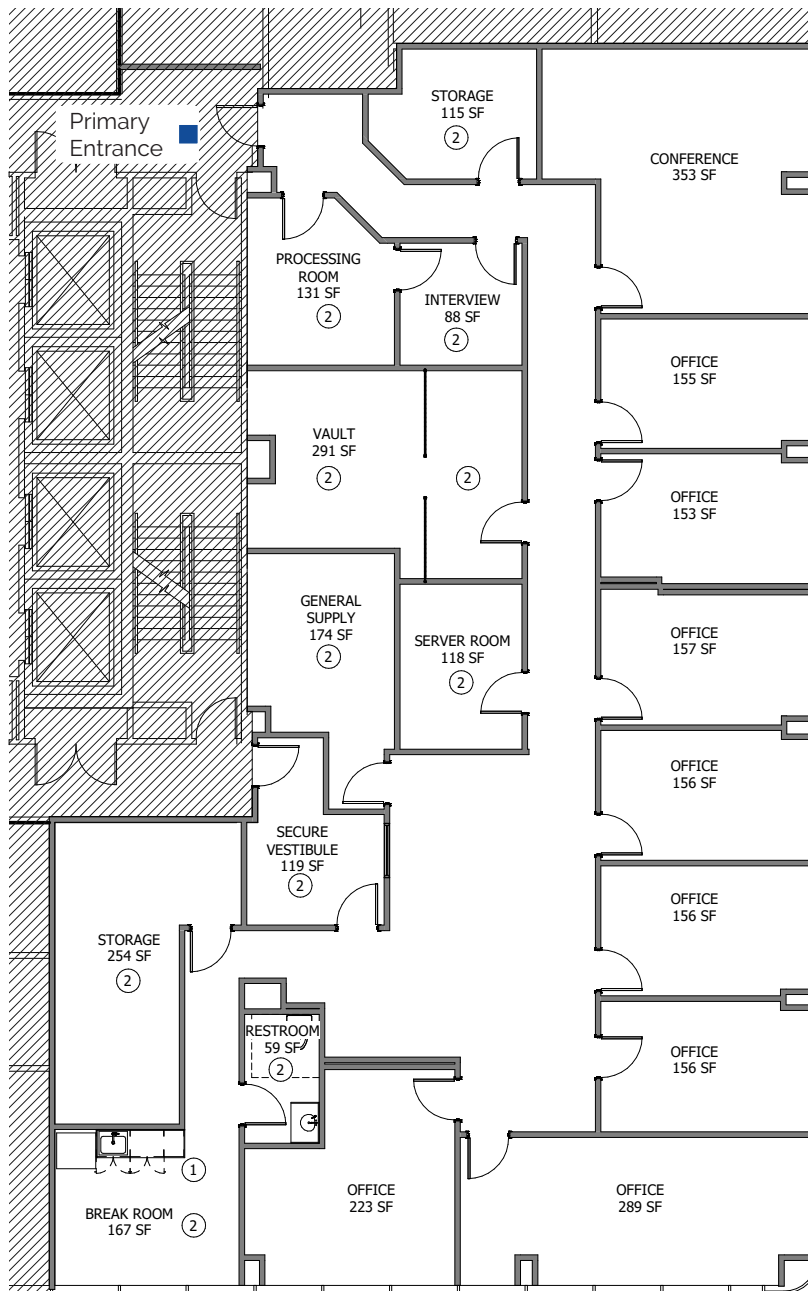 Primary
Entrance
STORAGE
115 SF
2
CONFERENCE
353 SF
PROCESSING
ROOM
131 SF
2
INTERVIEW
88 SF
2
OFFICE
155 SF
VAULT
291 SF
2
2
OFFICE
153 SF
GENERAL
SUPPLY
174 SF
2
SERVER ROOM
118 SF
2
OFFICE
157 SF
OFFICE
156 SF
SECURE
VESTIBULE
119 SF
2
OFFICE
156 SF
STORAGE
254 SF
2
RESTROOM
59 SF
2
OFFICE
156 SF
1
BREAK ROOM
167 SF
2
OFFICE
223 SF
OFFICE
289 SF